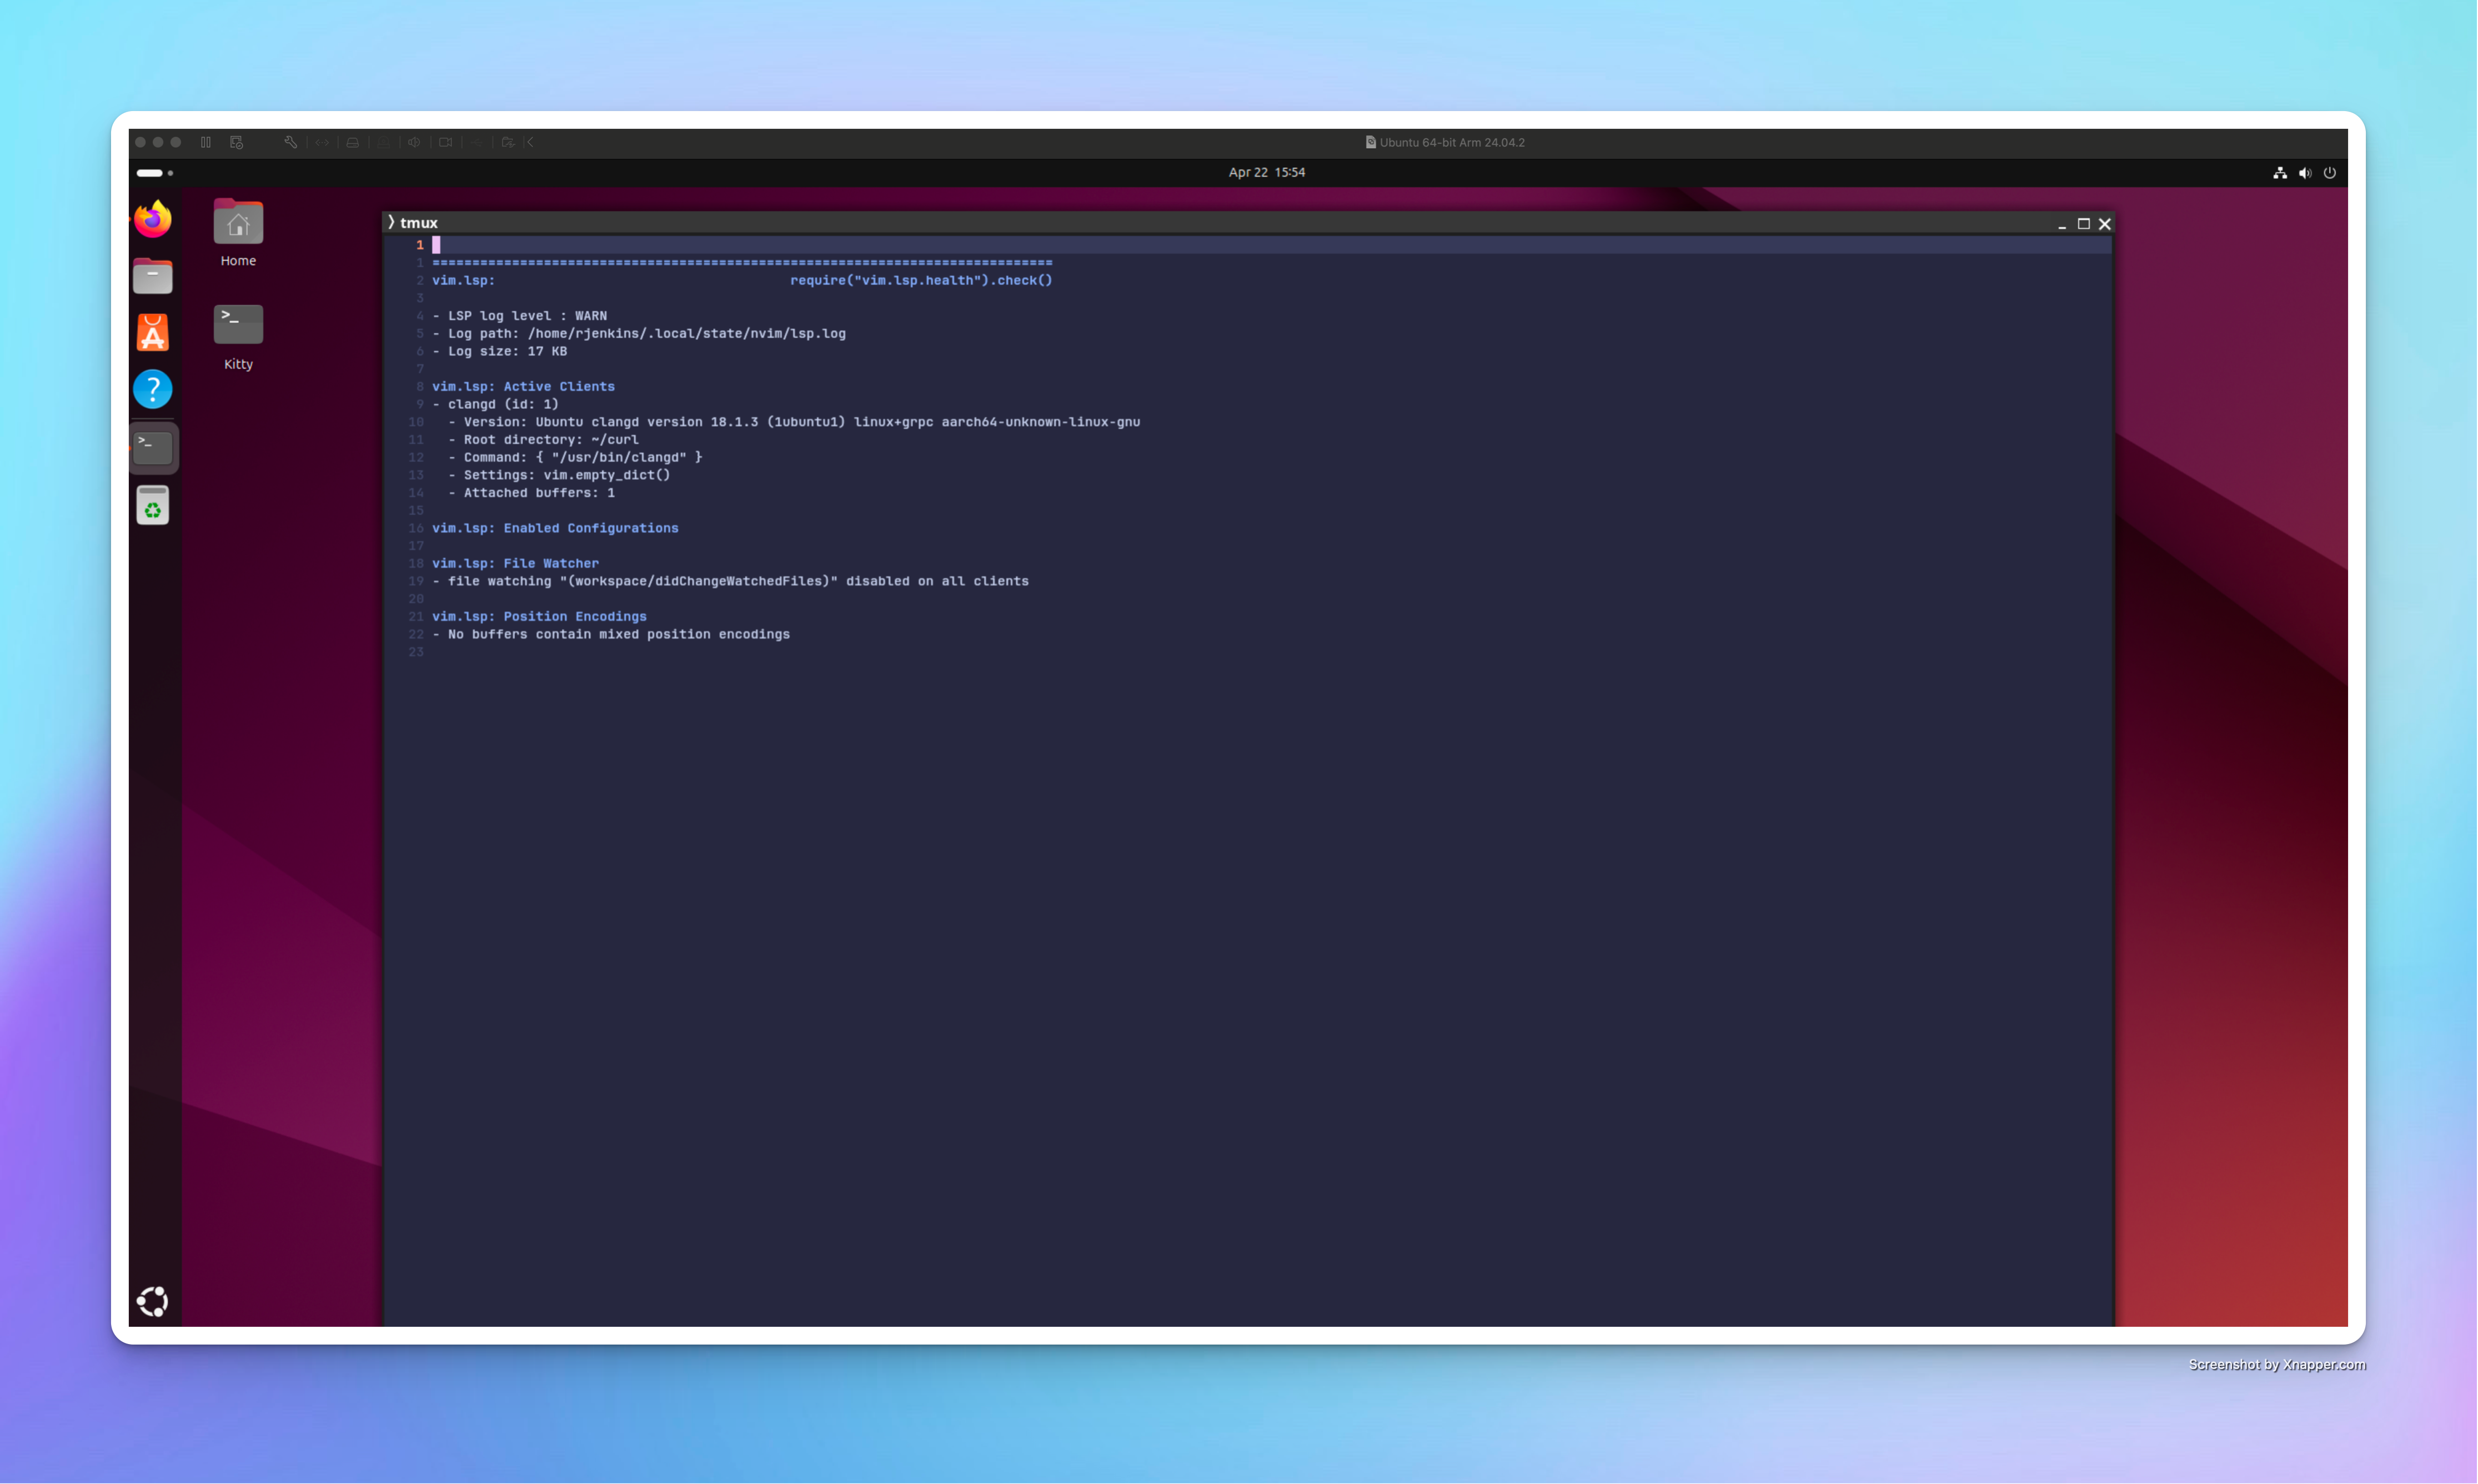 Ubuntu 64-bit Arm 24.04.2
Apr 22 15:54
Home
Kitty
tmux
1
1 ==============================================================================
2 vim.lsp: require("vim.lsp.health").check()
3
4 - LSP log level : WARN
5 - Log path: /home/rjenkins/.local/state/nvim/lsp.log
6 - Log size: 17 KB
7
8 vim.lsp: Active Clients
9 - clangd (id: 1)
10 - Version: Ubuntu clangd version 18.1.3 (1ubuntu1) linux+grpc aarch64-unknown-linux-gnu
11 - Root directory: ~/curl
12 - Command: { "/usr/bin/clangd" }
13 - Settings: vim.empty_dict()
14 - Attached buffers: 1
15
16 vim.lsp: Enabled Configurations
17
18 vim.lsp: File Watcher
19 - file watching "(workspace/didChangeWatchedFiles)" disabled on all clients
20
21 vim.lsp: Position Encodings
22 - No buffers contain mixed position encodings
23
Screenshot by Xnapper.com